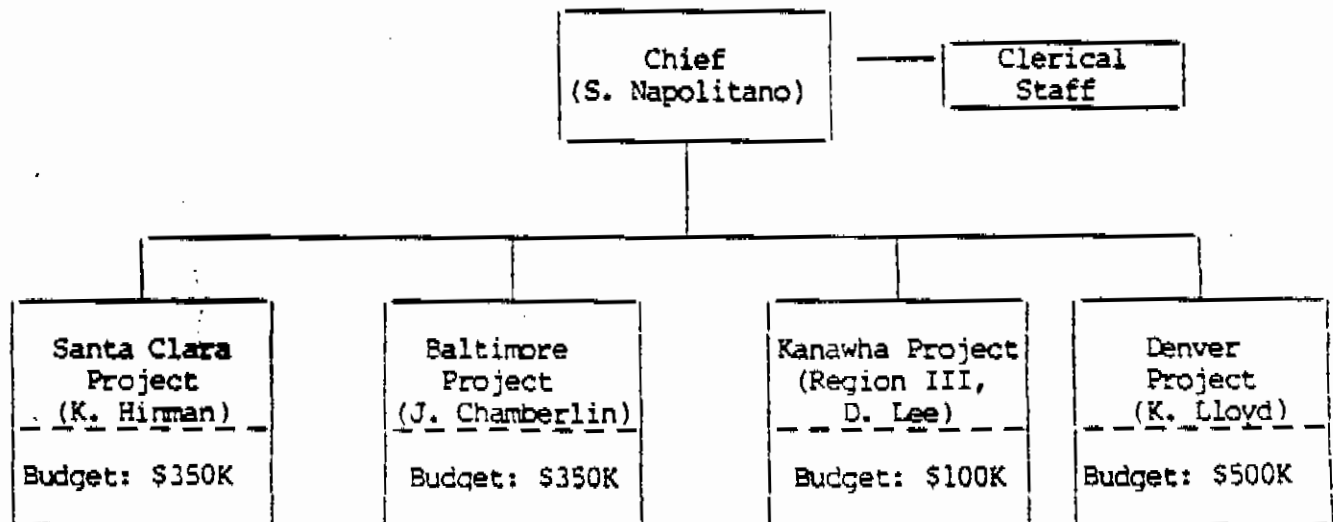 Chief
(S. Napolitano)
Clerical
Staff
Santa Clara
Project
(K. Hinman)
Budget: $350K
Baltimore
Project
(J. Chamberlin)
Budget: $350K
Kanawha Project
(Region III,
D. Lee)
Budget: $100K
Denver
Project
(K. Lloyd)
Budget: $500K